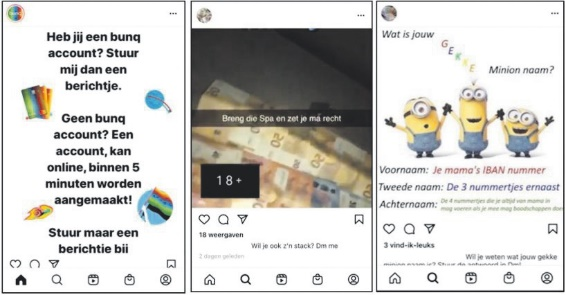 Heb jij een bunq
account? Stuur
mij dan een
berichtje.
Geen bunq
account? Een
account, kan
online, binnen 5
minuten worden
aangemaakt!
Stuur maar een
berichtje bij
Breng die Spa en zet je ma recht
18+
18 weergaven
Wil je ook z'n stack? Dm me
2 dagen geleden
Wat is jouw
GEKKE
Minion naam?
Voornaam: Je mama's IBAN nummer
Tweede naam: De 3 nummertjes ernaast
Achternaam: De 4 nummertjes die je altijd van mama in
mag voeren als je mee mag boodschappen doen
3 vind-ik-leuks
Wil je weten wat jouw gekke
minion naam is? Stuur de antwoord in Dm!